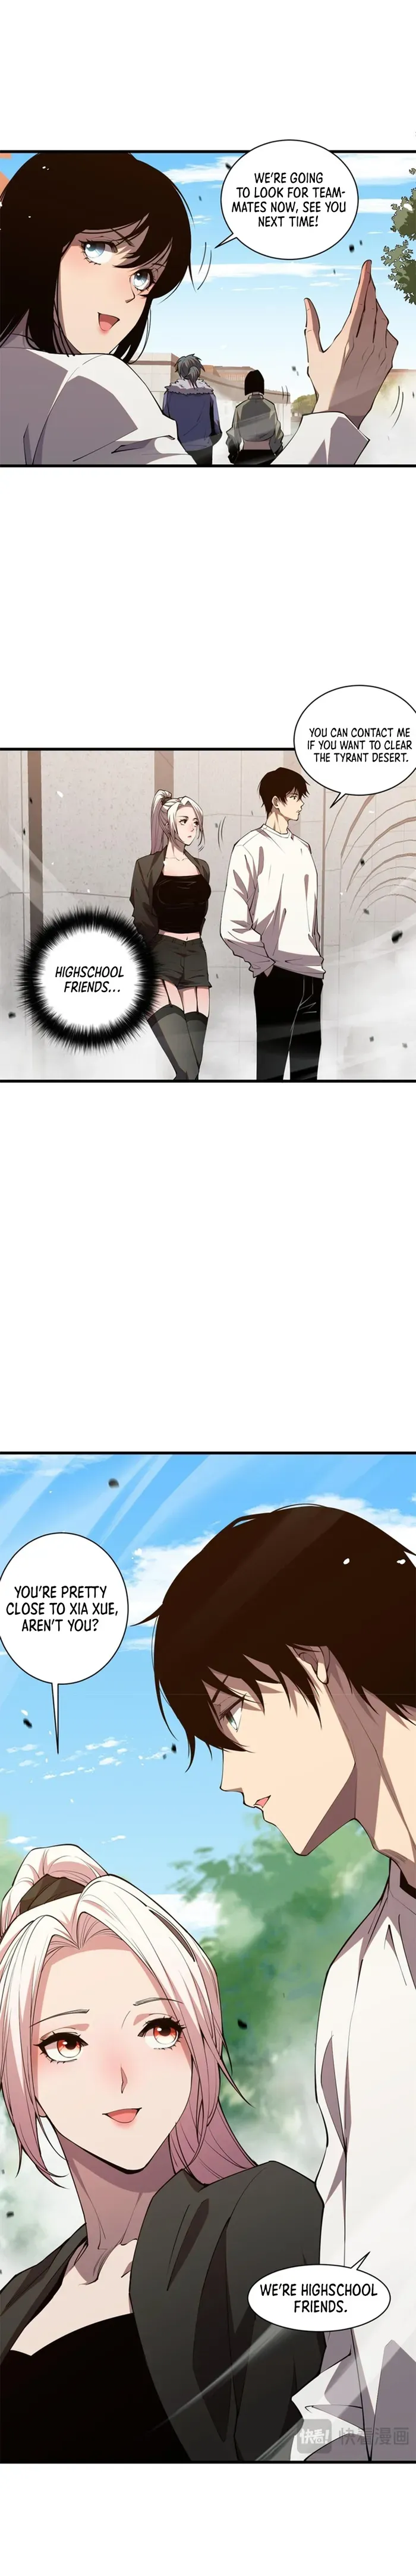 WE'RE GOING
TO LOOK FOR TEAM-
MATES NOW, SEE YOU
NEXT TIME!
YOU CAN CONTACT ME
IF YOU WANT TO CLEAR
THE TYRANT DESERT.
HIGHSCHOOL
FRIENDS...
YOU'RE PRETTY
CLOSE TO XIA XUE,
AREN'T YOU?
WE'RE HIGHSCHOOL
FRIENDS.
快看! 快看漫画